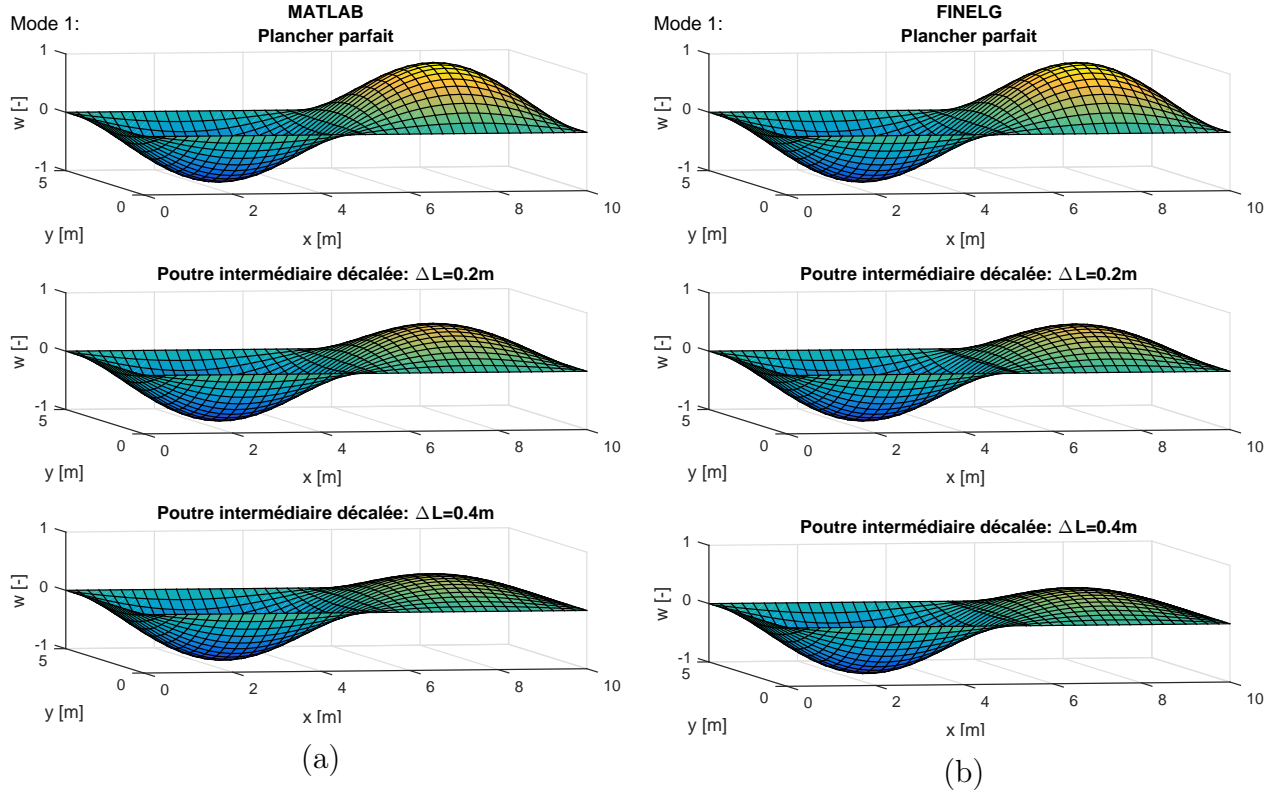 Mode 1:
MATLAB
Plancher parfait
1
0
-1
w [-]
5
0
y [m]
0
2
4
6
8
10
x [m]
Poutre intermédiaire décalée: Δ L=0.2m
1
0
-1
w [-]
5
0
y [m]
0
2
4
6
8
10
x [m]
Poutre intermédiaire décalée: Δ L=0.4m
1
0
-1
w [-]
5
0
y [m]
0
2
4
6
8
10
x [m]
(a)
Mode 1:
FINELG
Plancher parfait
1
0
-1
w [-]
5
0
y [m]
0
2
4
6
8
10
x [m]
Poutre intermédiaire décalée: Δ L=0.2m
1
0
-1
w [-]
5
0
y [m]
0
2
4
6
8
10
x [m]
Poutre intermédiaire décalée: Δ L=0.4m
1
0
-1
w [-]
5
0
y [m]
0
2
4
6
8
10
x [m]
(b)